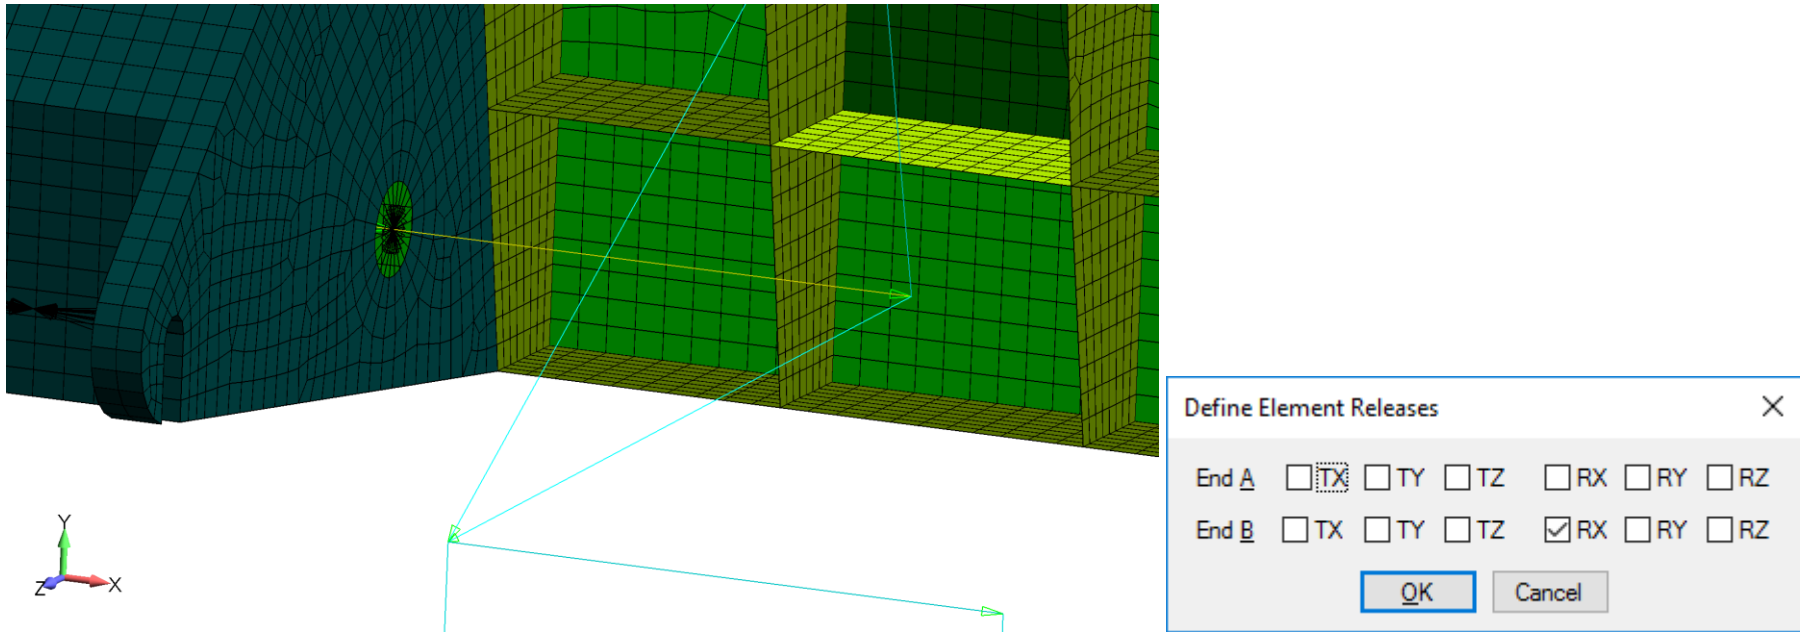 Define Element Releases
End A TX TY TZ RX RY RZ
End B TX TY TZ RX RY RZ
OK Cancel
Y
Z X